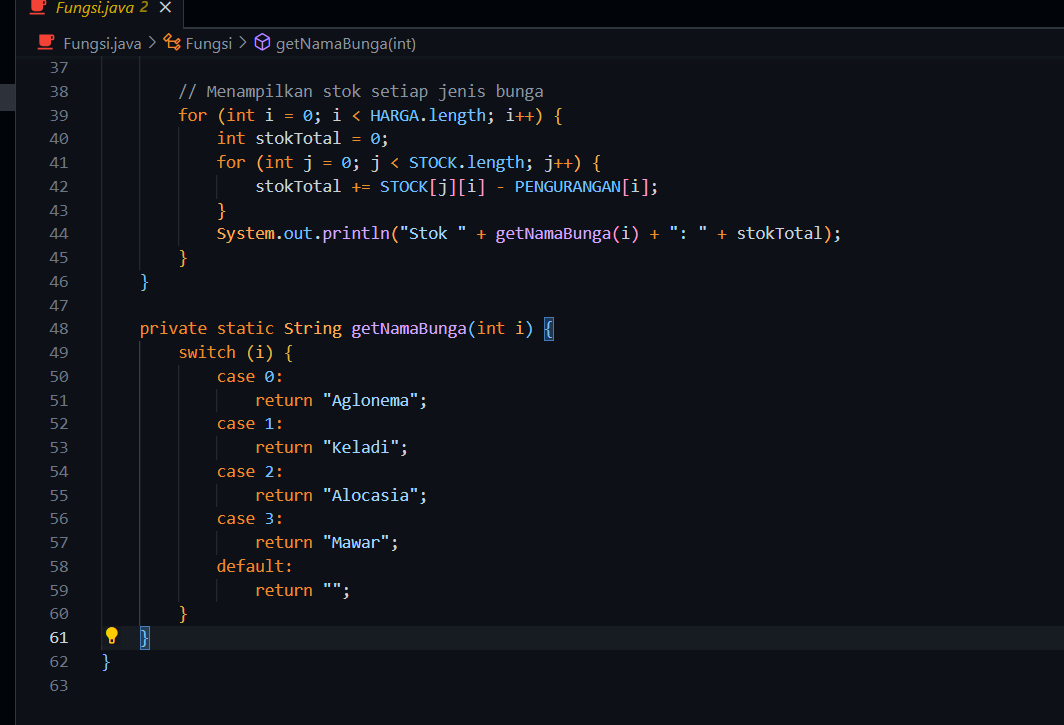 Fungsi.java 2
Fungsi.java > Fungsi > getNamaBunga(int)
37
38 // Menampilkan stok setiap jenis bunga
39 for (int i = 0; i < HARGA.length; i++) {
40 int stokTotal = 0;
41 for (int j = 0; j < STOCK.length; j++) {
42 stokTotal += STOCK[j][i] - PENGURANGAN[i];
43 }
44 System.out.println("Stok " + getNamaBunga(i) + ": " + stokTotal);
45 }
46 }
47
48 private static String getNamaBunga(int i) {
49 switch (i) {
50 case 0:
51 return "Aglonema";
52 case 1:
53 return "Keladi";
54 case 2:
55 return "Alocasia";
56 case 3:
57 return "Mawar";
58 default:
59 return "";
60 }
61 }
62 }
63